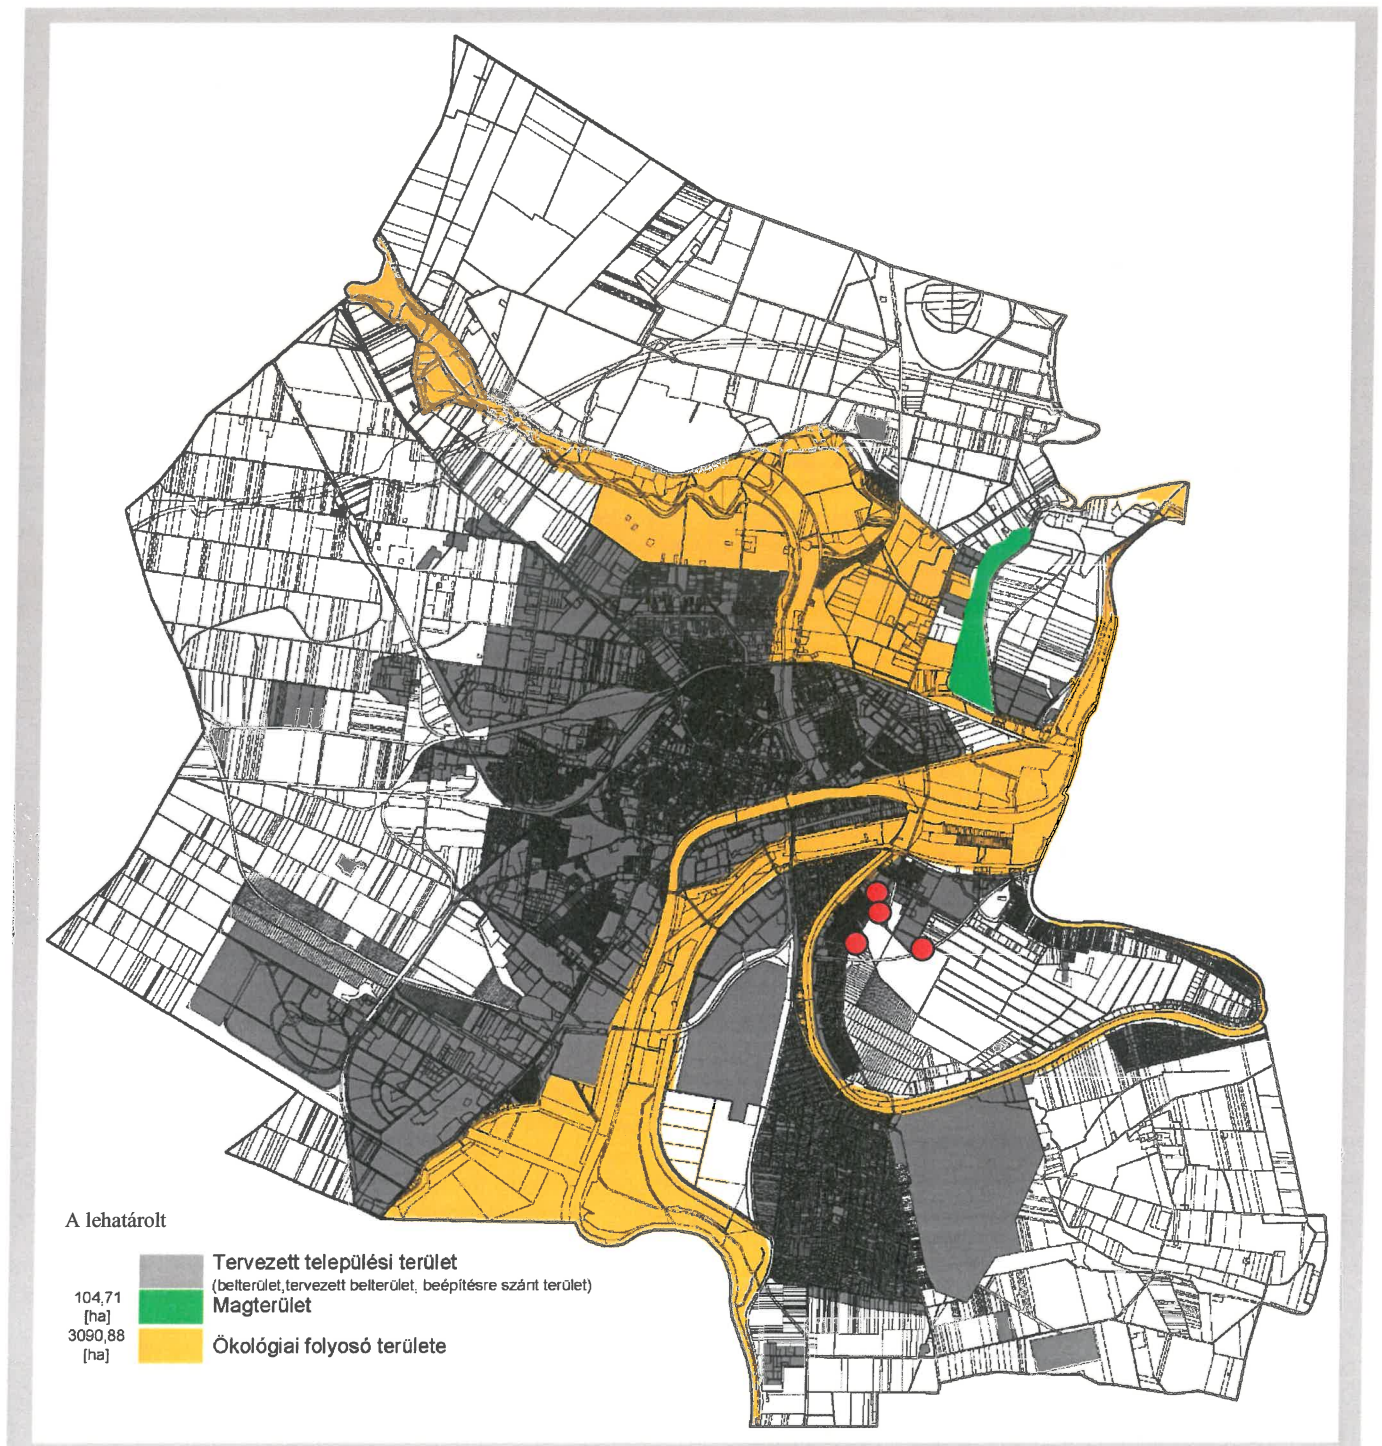 A lehatárolt
Tervezett települési terület
(belterület,tervezett belterület, beépítésre szánt terület)
104,71
[ha]
Magterület
3090,88
[ha]
Ökológiai folyosó területe